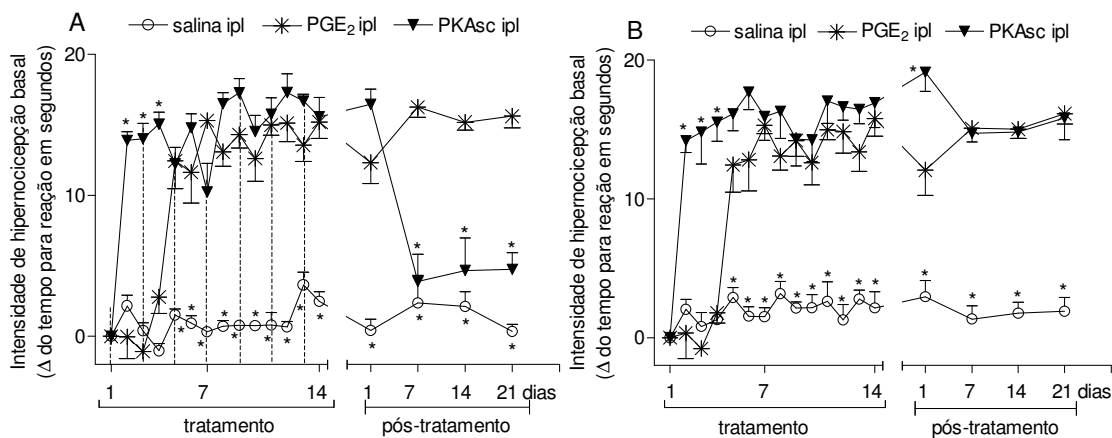 A
salina ipl PGE2 ipl PKAsc ipl
Intensidade de hipernocicepção basal
(Δ do tempo para reação em segundos)
20
10
0
* * *
* * * * * * * * * *
* * *
* * * *
1 7 14 1 7 14 21 dias
tratamento pós-tratamento
B
salina ipl PGE2 ipl PKAsc ipl
Intensidade de hipernocicepção basal
(Δ do tempo para reação em segundos)
20
10
0
* * * *
* * * * * * * * * *
* * * *
1 7 14 1 7 14 21 dias
tratamento pós-tratamento